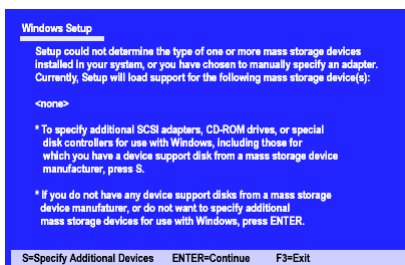 Windows Setup
Setup could not determine the type of one or more mass storage devices
installed in your system, or you have chosen to manually specify an adapter.
Currently, Setup will load support for the following mass storage device(s):
<none>
* To specify additional SCSI adapters, CD-ROM drives, or special
disk controllers for use with Windows, including those for
which you have a device support disk from a mass storage device
manufacturer, press S.
* If you do not have any device support disks from a mass storage
device manufaturer, or do not want to specify additional
mass storage devices for use with Windows, press ENTER.
S=Specify Additional Devices ENTER=Continue F3=Exit